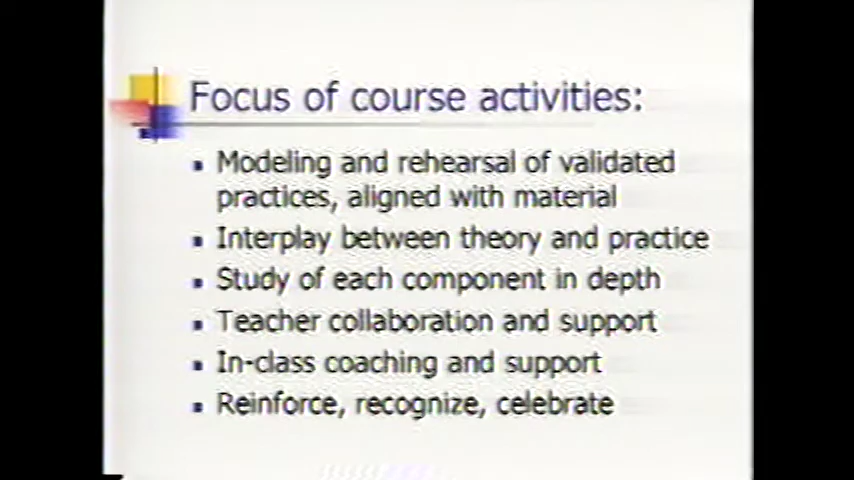 Focus of course activities:
Modeling and rehearsal of validated
practices, aligned with material
Interplay between theory and practice
Study of each component in depth
Teacher collaboration and support
In-class coaching and support
Reinforce, recognize, celebrate